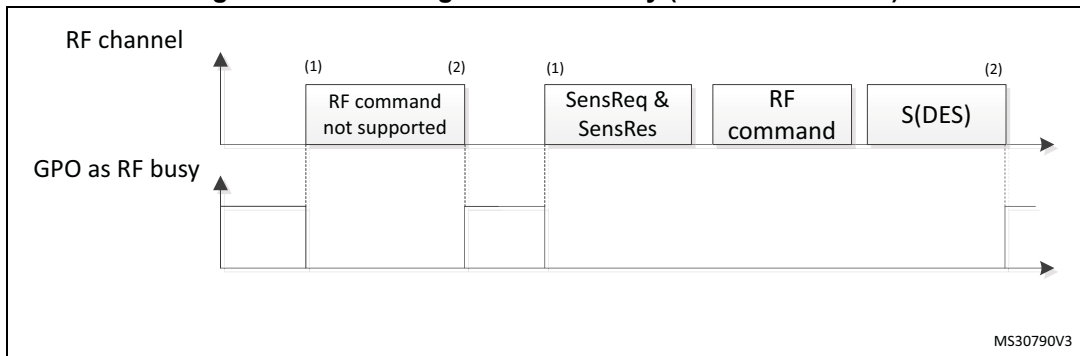 RF channel
(1)
(2)
(1)
(2)
RF command
not supported
SensReq &
SensRes
RF
command
S(DES)
GPO as RF busy
MS30790V3